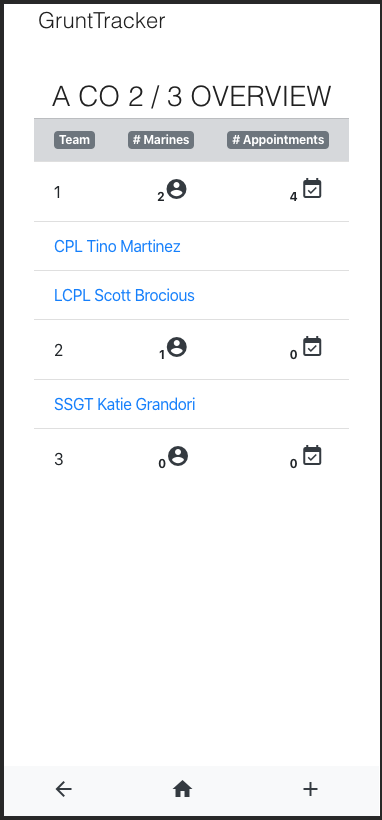 GruntTracker
A CO 2 / 3 OVERVIEW
Team # Marines # Appointments
1 2 4
CPL Tino Martinez
LCPL Scott Brocious
2 1 0
SSGT Katie Grandori
3 0 0